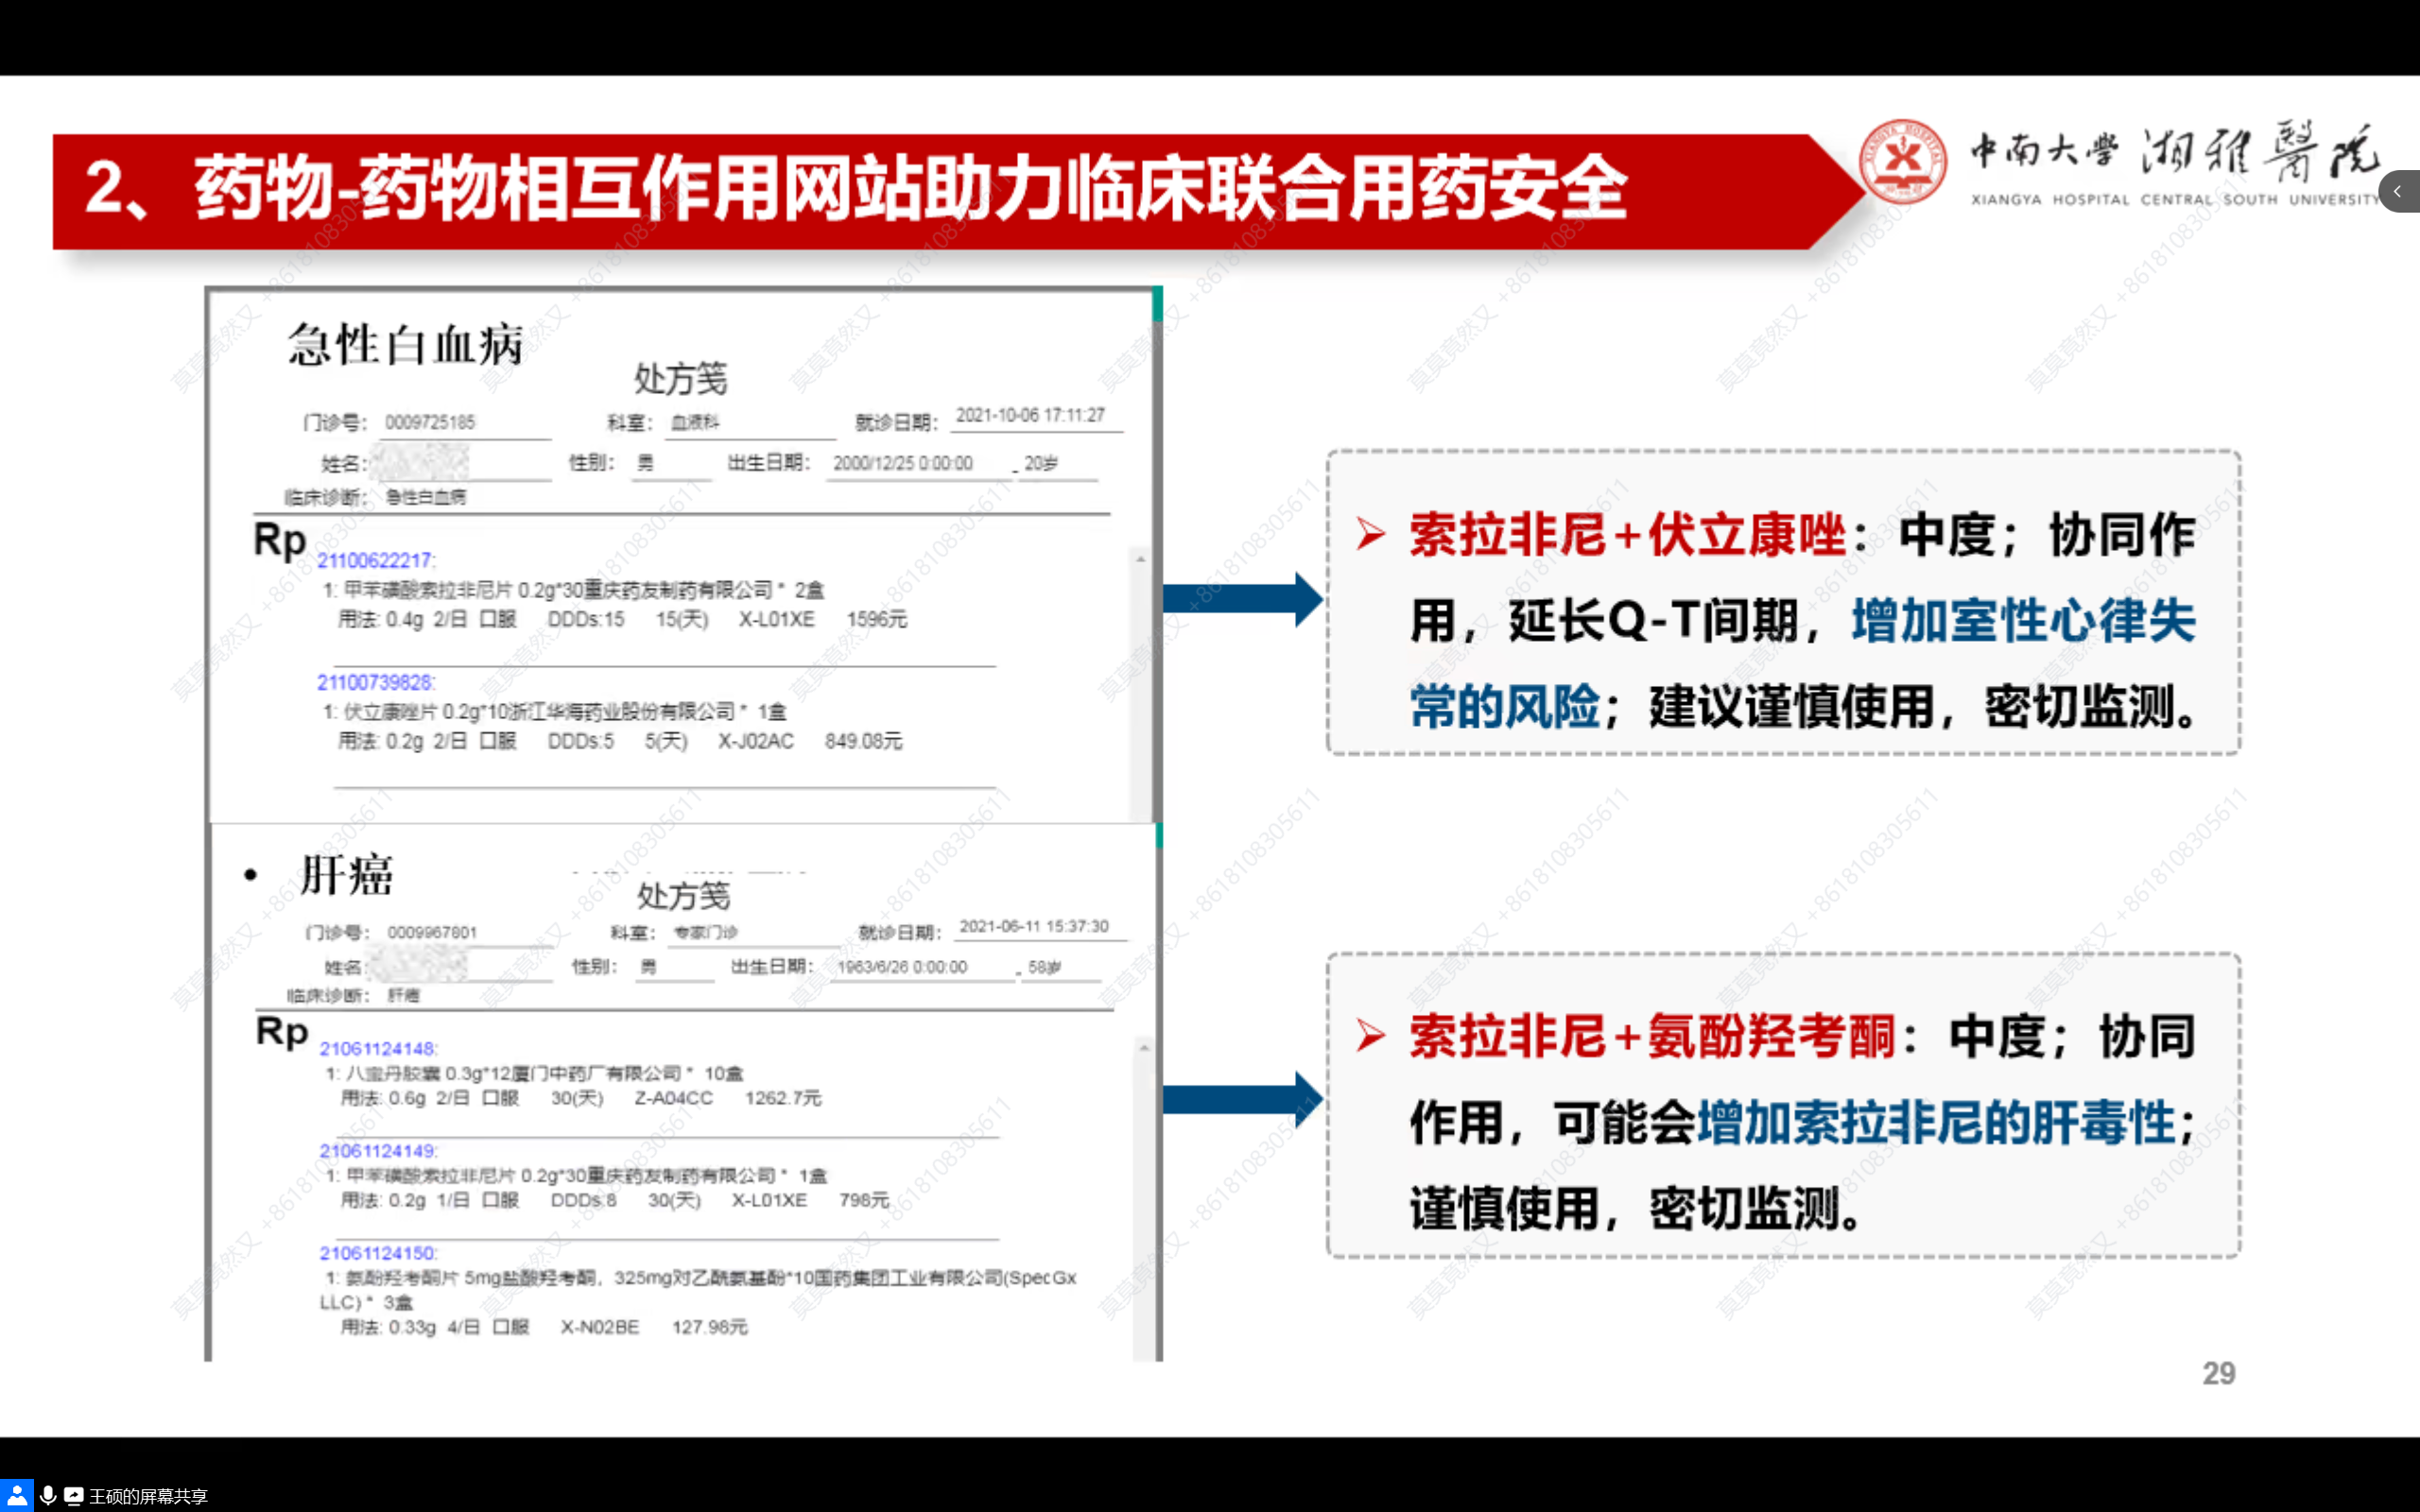 2、药物-药物相互作用网站助力临床联合用药安全
中南大学 湘雅醫院
XIANGYA HOSPITAL CENTRAL SOUTH UNIVERSITY
急性白血病
处方笺
门诊号： 0009725185 科室： 血液科 就诊日期： 2021-10-06 17:11:27
姓名: 性别： 男 出生日期： 2000/12/25 0:00:00 - 20岁
临床诊断： 急性白血病
Rp
21100622217:
1: 甲苯磺酸索拉非尼片 0.2g*30重庆药友制药有限公司 * 2盒
用法: 0.4g 2/日 口服 DDDs:15 15(天) X-L01XE 1596元
21100739828:
1: 伏立康唑片 0.2g*10浙江华海药业股份有限公司 * 1盒
用法: 0.2g 2/日 口服 DDDs:5 5(天) X-J02AC 849.08元
➢ 索拉非尼+伏立康唑：中度；协同作
用，延长Q-T间期，增加室性心律失
常的风险；建议谨慎使用，密切监测。
• 肝癌
处方笺
门诊号： 0009967801 科室： 专家门诊 就诊日期： 2021-06-11 15:37:30
姓名: 性别： 男 出生日期： 1963/6/26 0:00:00 - 58岁
临床诊断： 肝癌
Rp
21061124148:
1: 八宝丹胶囊 0.3g*12厦门中药厂有限公司 * 10盒
用法: 0.6g 2/日 口服 30(天) Z-A04CC 1262.7元
21061124149:
1: 甲苯磺酸索拉非尼片 0.2g*30重庆药友制药有限公司 * 1盒
用法: 0.2g 1/日 口服 DDDs:8 30(天) X-L01XE 798元
21061124150:
1: 氨酚羟考酮片 5mg盐酸羟考酮，325mg对乙酰氨基酚*10国药集团工业有限公司(SpecGx
LLC) * 3盒
用法: 0.33g 4/日 口服 X-N02BE 127.98元
➢ 索拉非尼+氨酚羟考酮：中度；协同
作用，可能会增加索拉非尼的肝毒性；
谨慎使用，密切监测。
29
王硕的屏幕共享
莫莫竟然又 +8618108305611